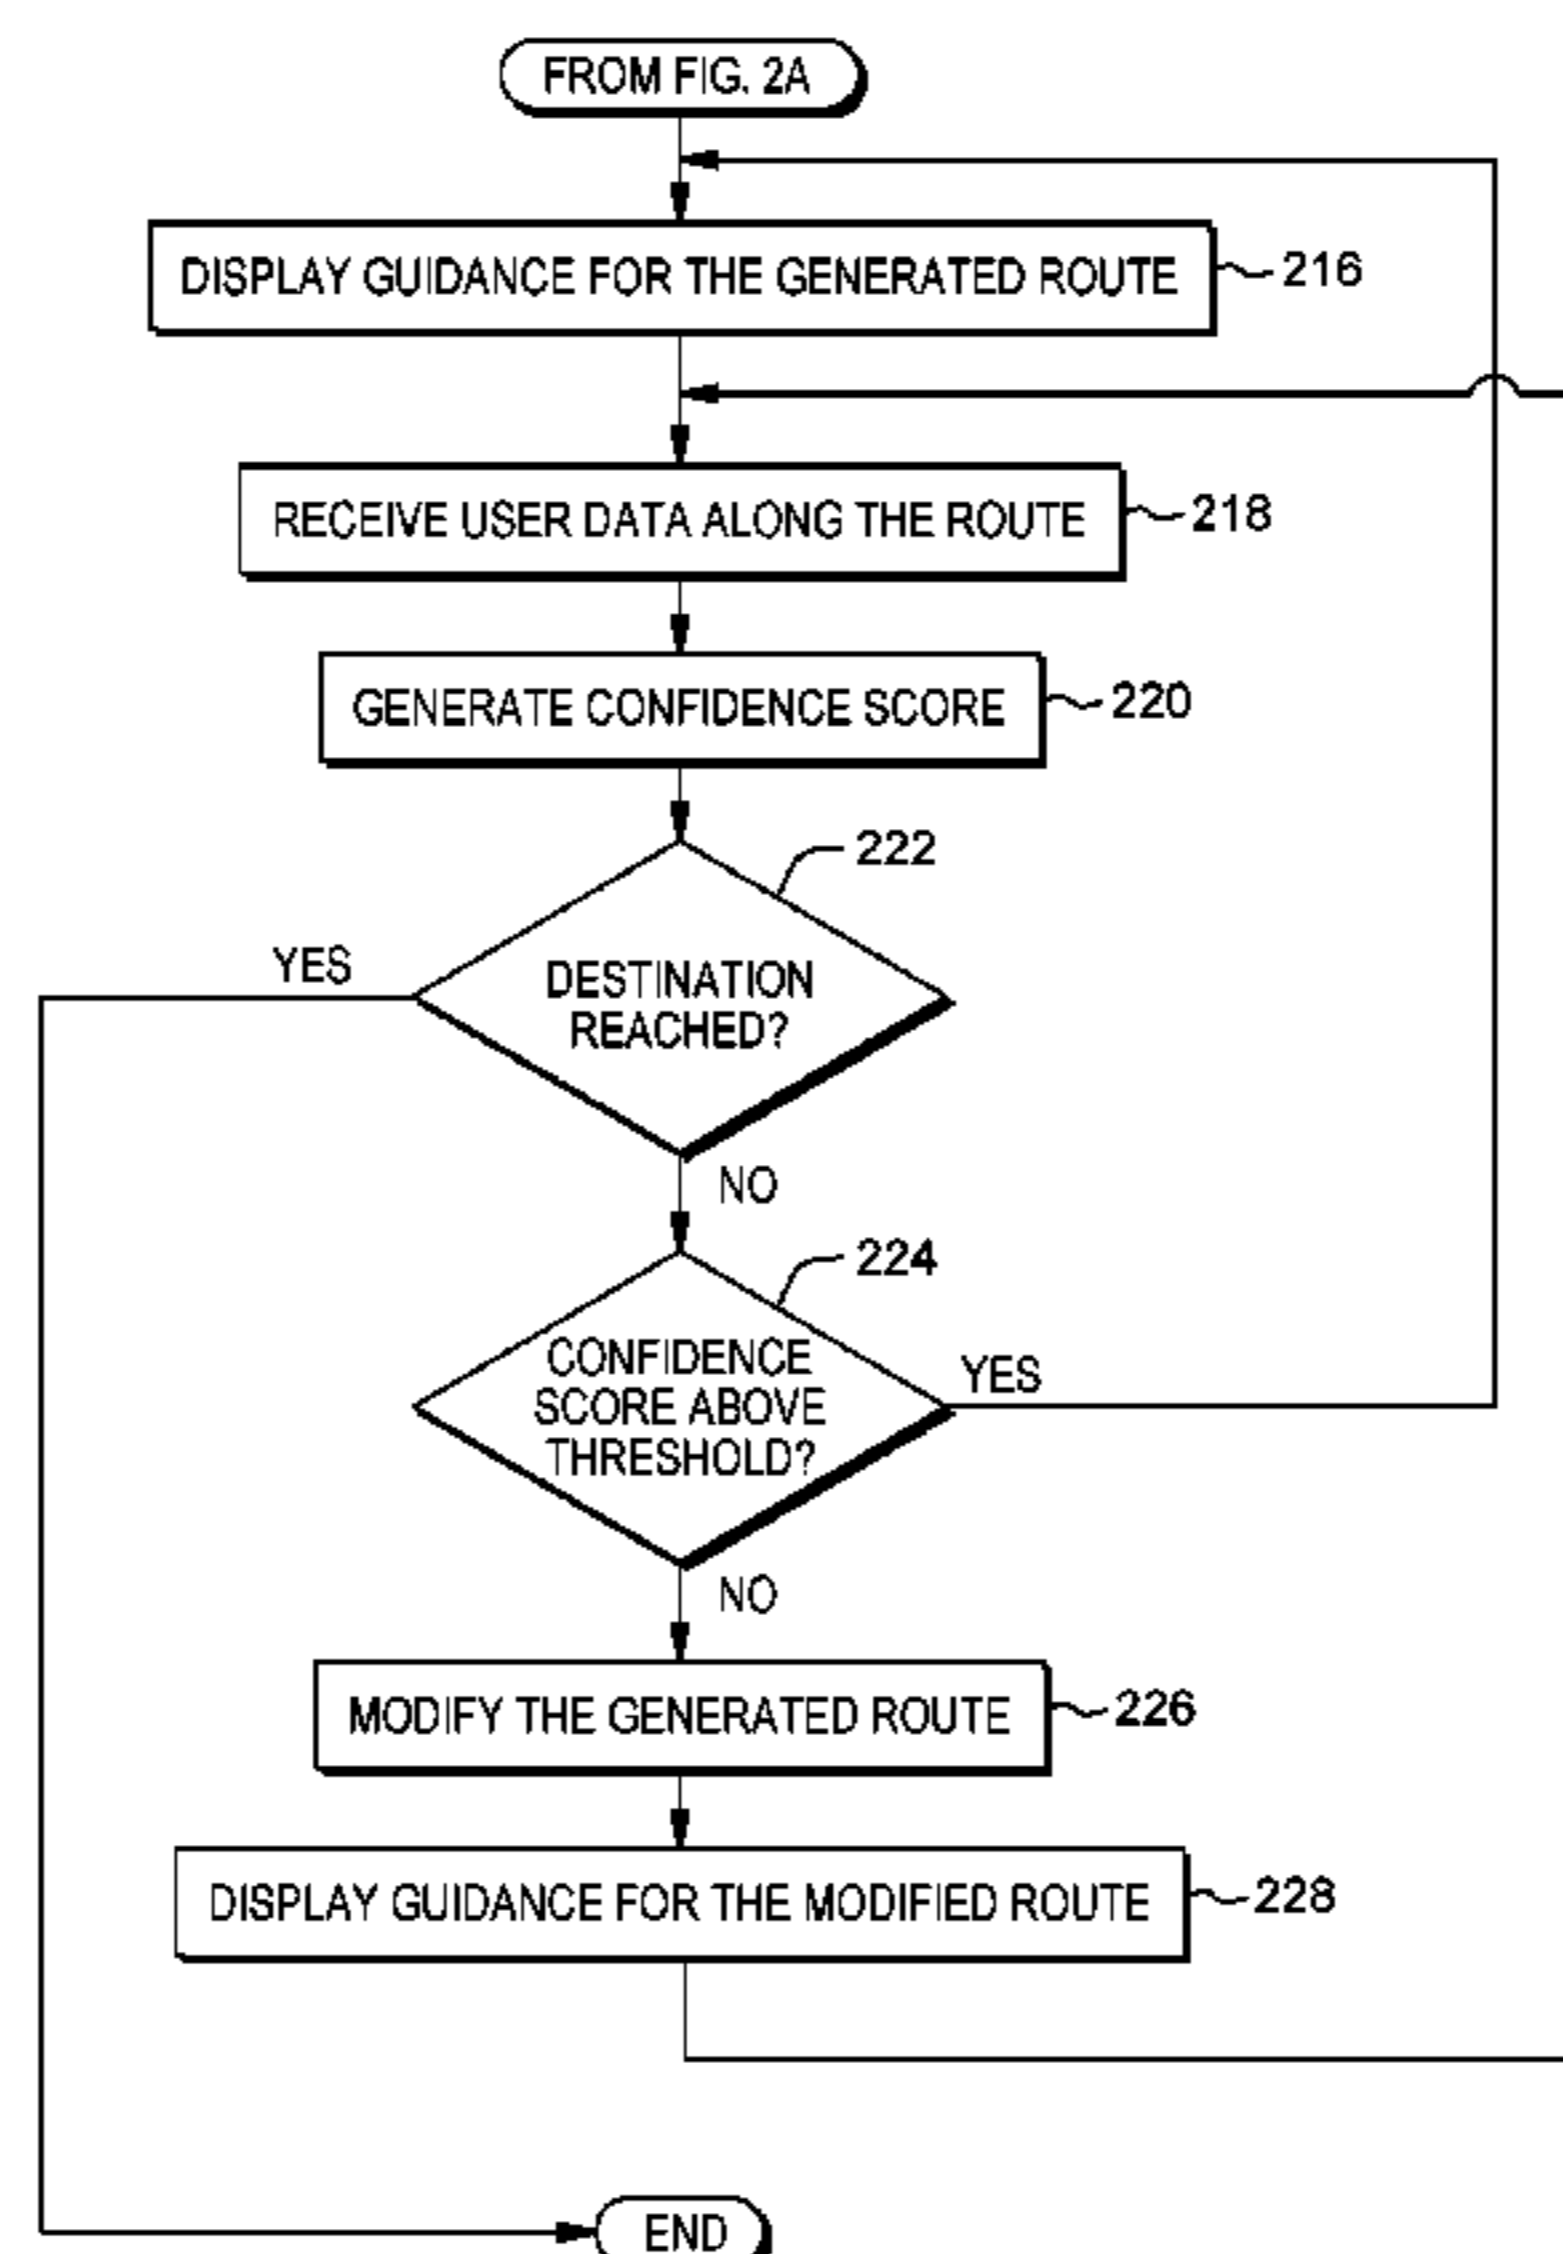 FROM FIG. 2A
DISPLAY GUIDANCE FOR THE GENERATED ROUTE
216
RECEIVE USER DATA ALONG THE ROUTE
218
GENERATE CONFIDENCE SCORE
220
222
YES
DESTINATION
REACHED?
NO
224
CONFIDENCE
SCORE ABOVE
THRESHOLD?
YES
NO
MODIFY THE GENERATED ROUTE
226
DISPLAY GUIDANCE FOR THE MODIFIED ROUTE
228
END